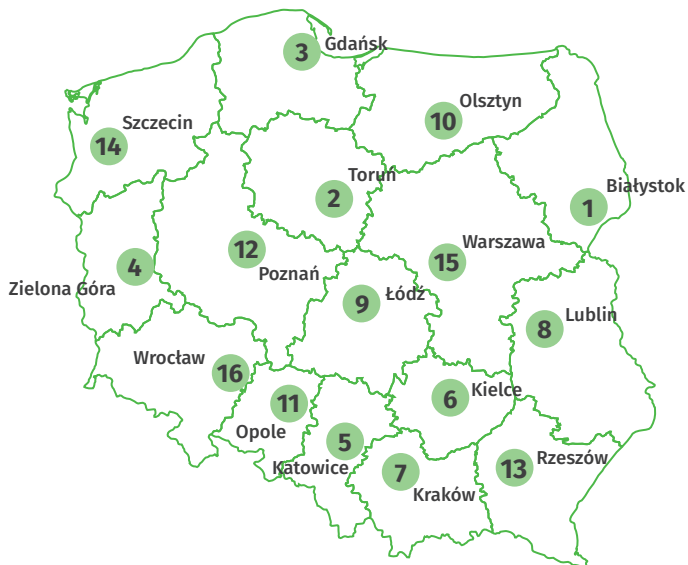 3
Gdańsk
Olsztyn
10
Szczecin
14
Toruń
2
Białystok
1
12
Poznań
Warszawa
15
4
Zielona Góra
9
Łódź
Lublin
8
Wrocław
16
11
Opole
Kielce
6
5
Katowice
7
Kraków
Rzeszów
13